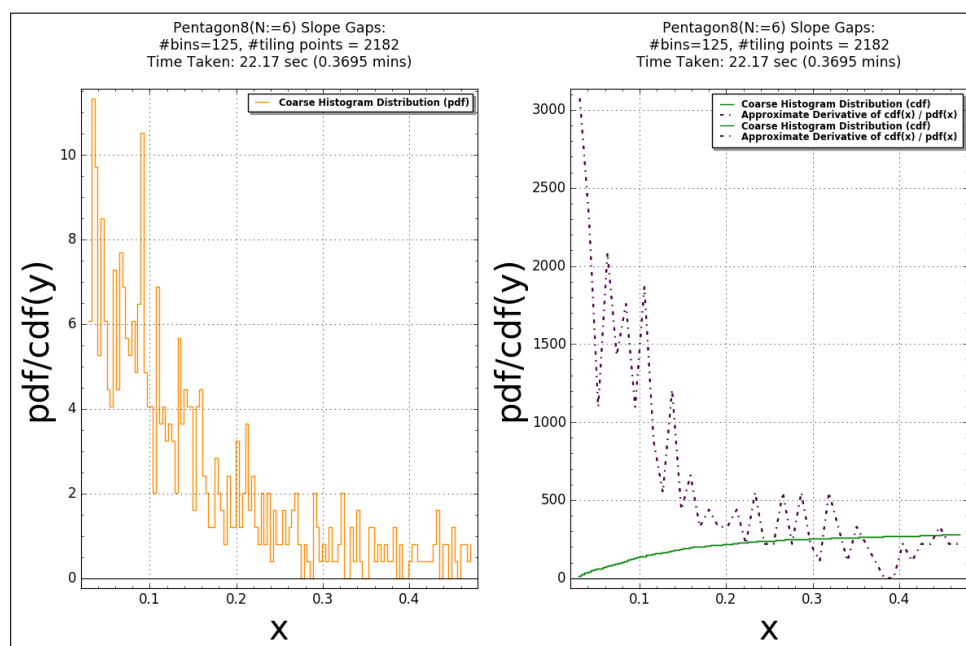 Pentagon8(N:=6) Slope Gaps:
#bins=125, #tiling points = 2182
Time Taken: 22.17 sec (0.3695 mins)
Coarse Histogram Distribution (pdf)
10
8
6
4
2
0
0.1
0.2
0.3
0.4
pdf/cdf(y)
x
Pentagon8(N:=6) Slope Gaps:
#bins=125, #tiling points = 2182
Time Taken: 22.17 sec (0.3695 mins)
Coarse Histogram Distribution (cdf)
Approximate Derivative of cdf(x) / pdf(x)
Coarse Histogram Distribution (cdf)
Approximate Derivative of cdf(x) / pdf(x)
3000
2500
2000
1500
1000
500
0
0.1
0.2
0.3
0.4
pdf/cdf(y)
x